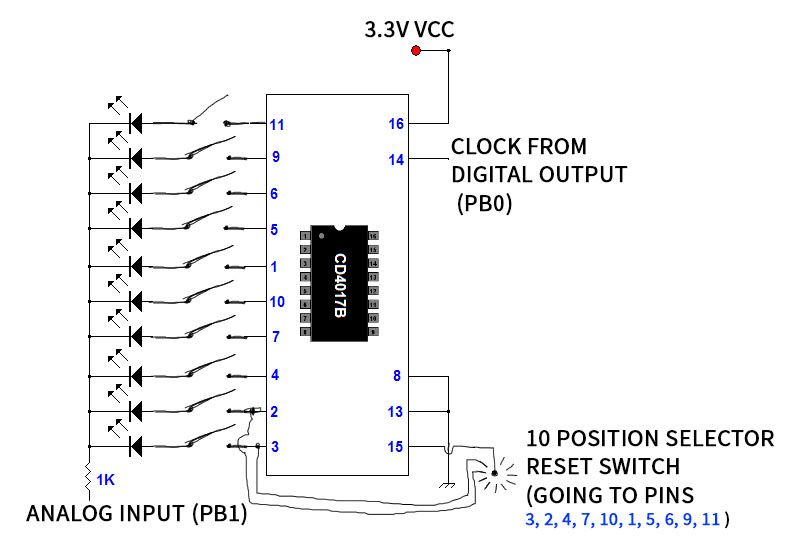 3.3V VCC
11
9
6
5
1
10
7
4
2
3
16
14
8
13
15
CD4017B
1
2
3
4
5
6
7
8
16
15
14
13
12
11
10
9
CLOCK FROM
DIGITAL OUTPUT
(PB0)
10 POSITION SELECTOR
RESET SWITCH
(GOING TO PINS
3, 2, 4, 7, 10, 1, 5, 6, 9, 11 )
1K
ANALOG INPUT (PB1)